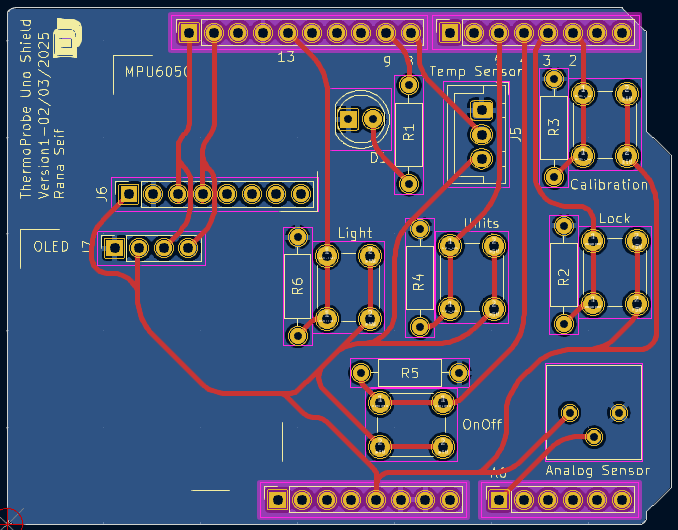 ThermoProbe Uno Shield
Version1-02/03/2025
Rana Seif
13
9
8
4
3
2
MPU6050
Temp Sensor
D1
R1
J5
R3
Calibration
J6
OLED
J7
Light
Units
Lock
R6
R4
R2
R5
OnOff
Analog Sensor
A0